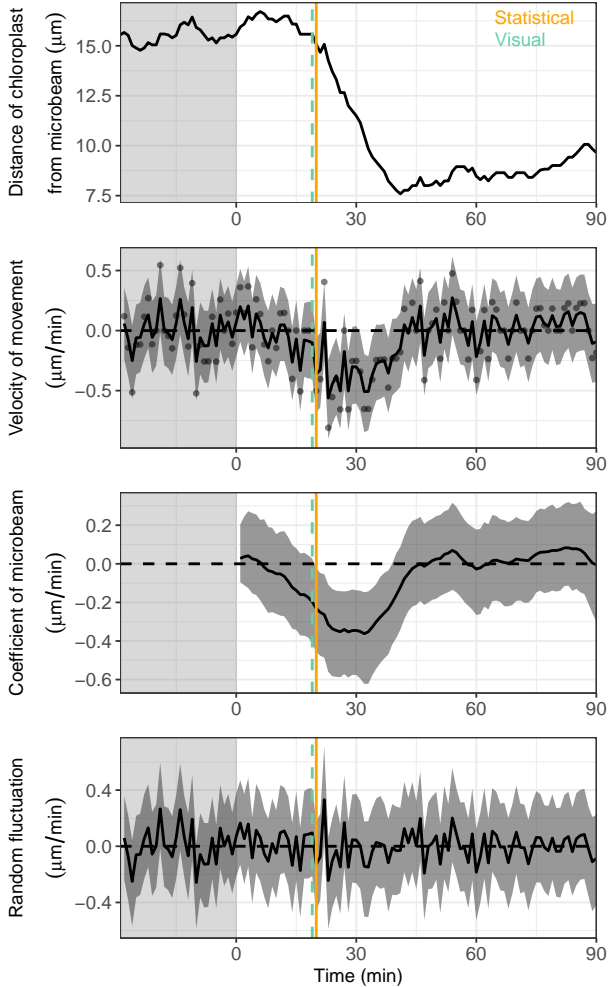 Distance of chloroplast
from microbeam (μm)
Statistical
Visual
15.0
12.5
10.0
7.5
0
30
60
90
Velocity of movement
(μm/min)
0.5
0.0
−0.5
0
30
60
90
Coefficient of microbeam
(μm/min)
0.2
0.0
−0.2
−0.4
−0.6
0
30
60
90
Random fluctuation
(μm/min)
0.4
0.0
−0.4
0
30
60
90
Time (min)